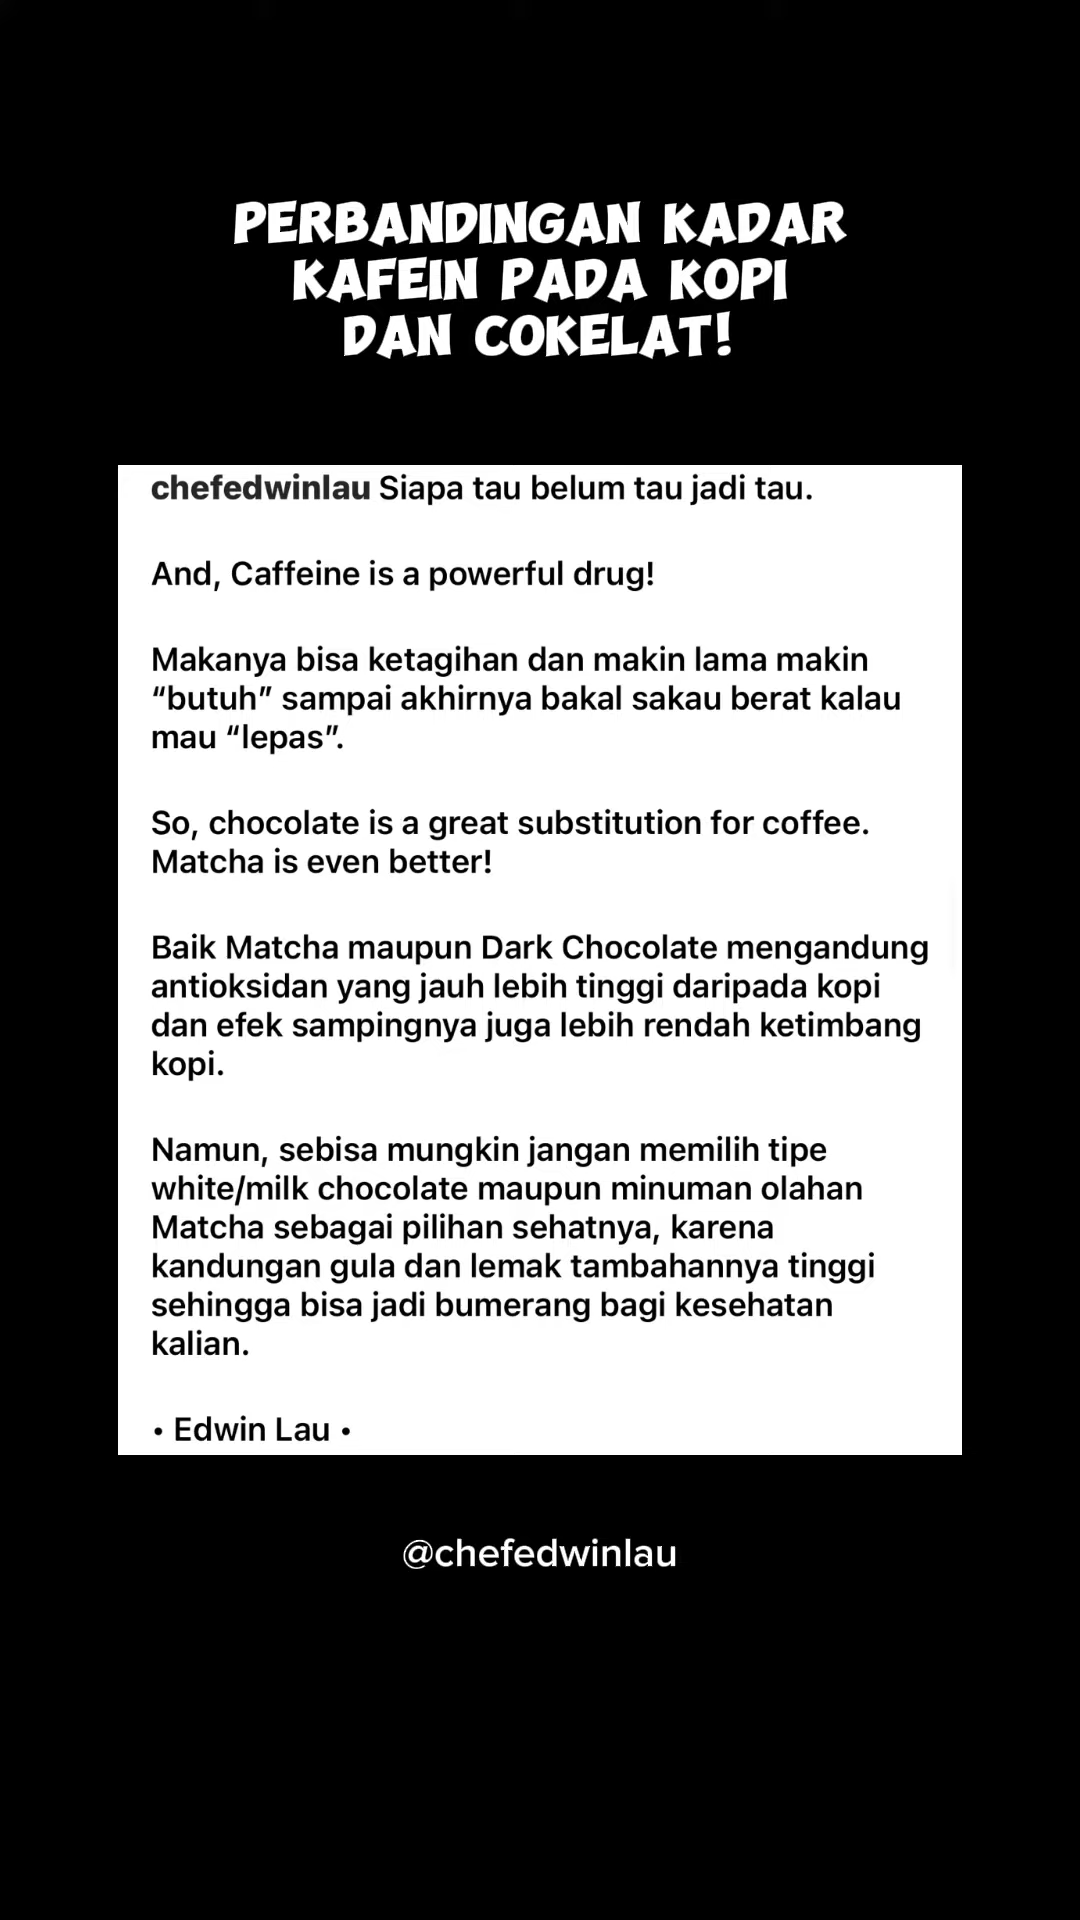 PERBANDINGAN KADAR
KAFEIN PADA KOPI
DAN COKELAT!
chefedwinlau Siapa tau belum tau jadi tau.
And, Caffeine is a powerful drug!
Makanya bisa ketagihan dan makin lama makin
“butuh” sampai akhirnya bakal sakau berat kalau
mau “lepas”.
So, chocolate is a great substitution for coffee.
Matcha is even better!
Baik Matcha maupun Dark Chocolate mengandung
antioksidan yang jauh lebih tinggi daripada kopi
dan efek sampingnya juga lebih rendah ketimbang
kopi.
Namun, sebisa mungkin jangan memilih tipe
white/milk chocolate maupun minuman olahan
Matcha sebagai pilihan sehatnya, karena
kandungan gula dan lemak tambahannya tinggi
sehingga bisa jadi bumerang bagi kesehatan
kalian.
• Edwin Lau •
@chefedwinlau